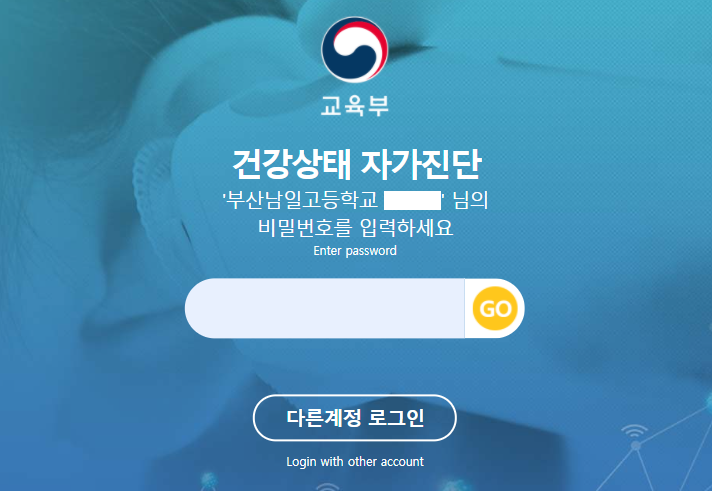 교육부
건강상태 자가진단
'부산남일고등학교 ' 님의
비밀번호를 입력하세요
Enter password
GO
다른계정 로그인
Login with other account